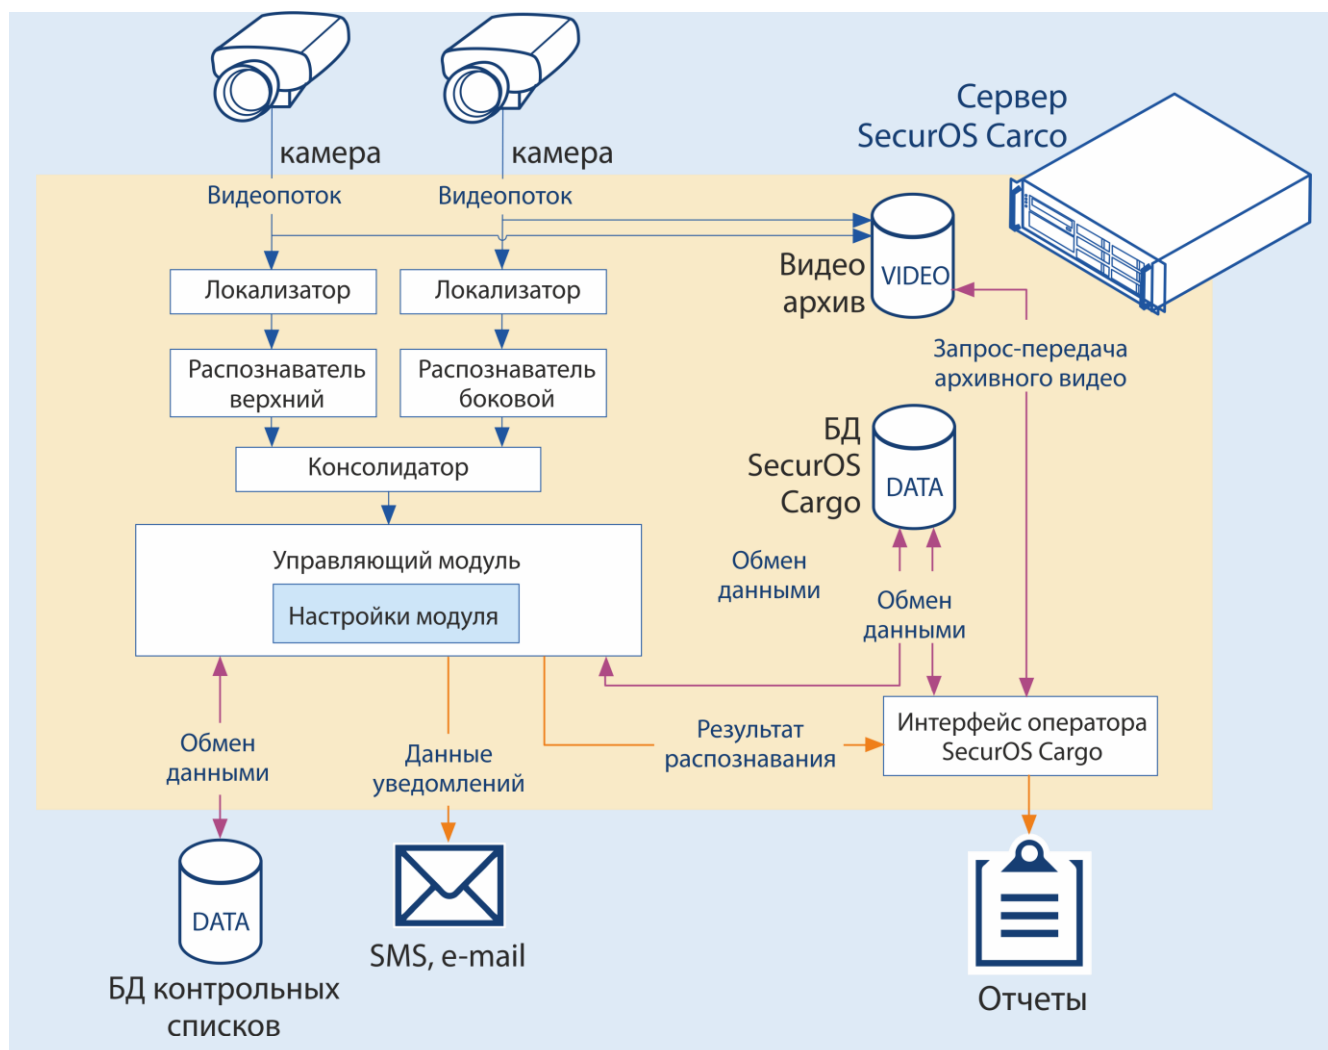 Сервер
SecurOS Carco
камера
камера
Видеопоток
Видеопоток
Видео
архив
VIDEO
Локализатор
Локализатор
Запрос-передача
архивного видео
Распознаватель
верхний
Распознаватель
боковой
БД
SecurOS
Cargo
DATA
Консолидатор
Управляющий модуль
Настройки модуля
Обмен
данными
Обмен
данными
Интерфейс оператора
SecurOS Cargo
Результат
распознавания
Обмен
данными
Данные
уведомлений
DATA
БД контрольных
списков
SMS, e-mail
Отчеты